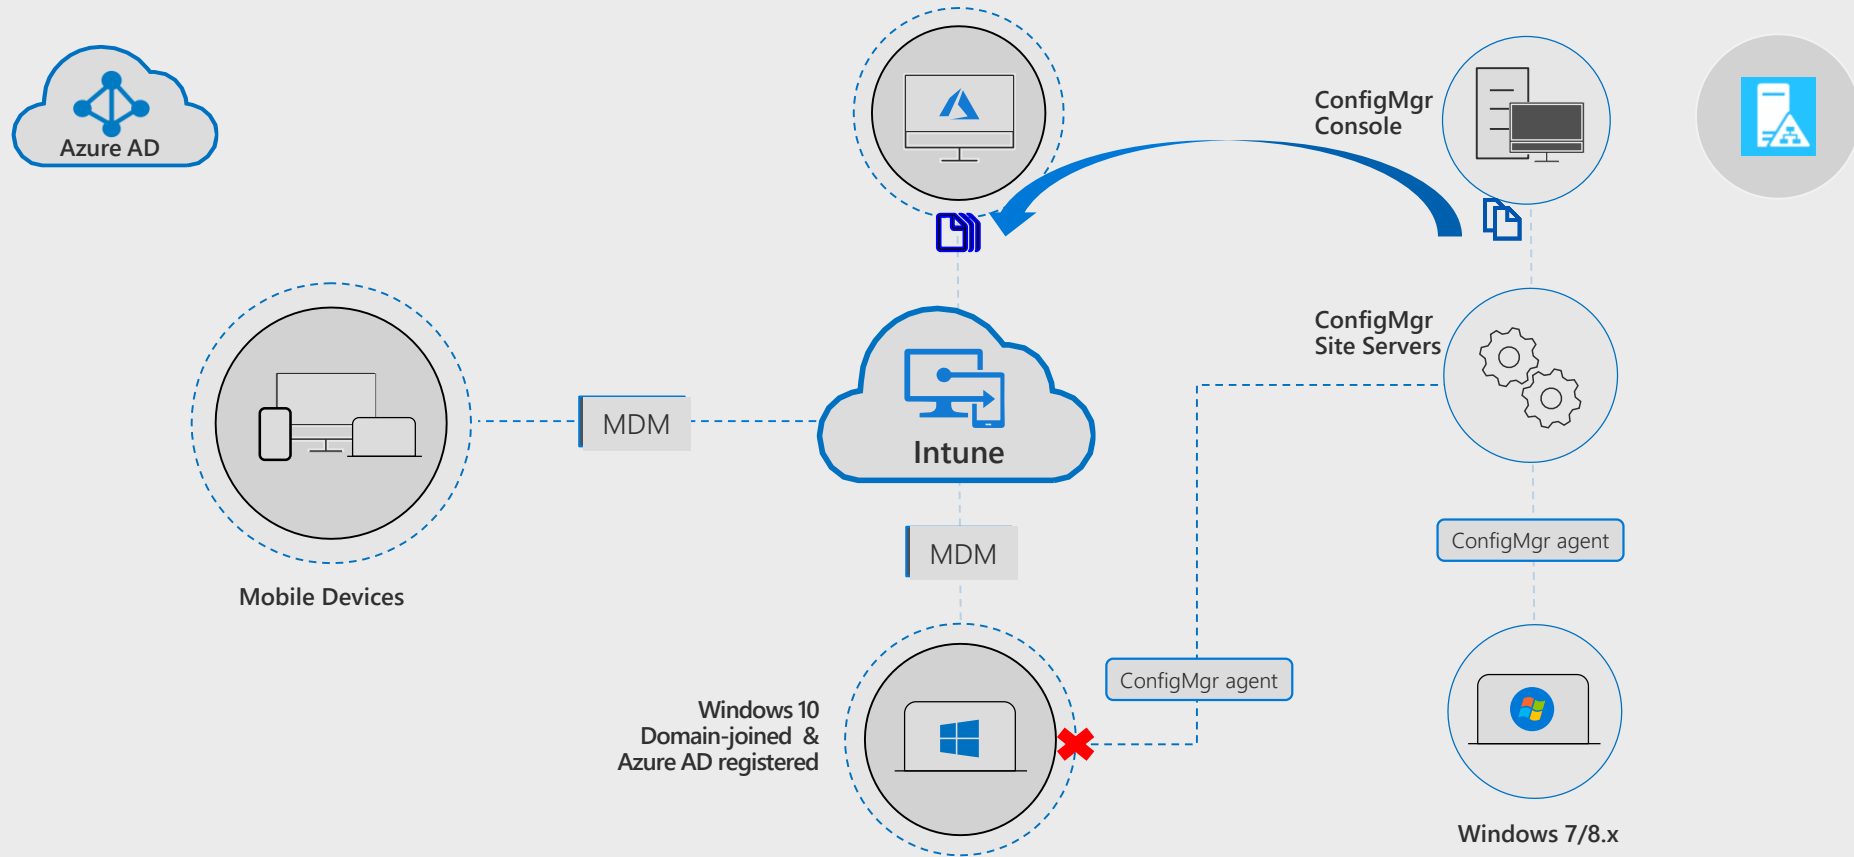 Azure AD
ConfigMgr
Console
ConfigMgr
Site Servers
MDM
Intune
MDM
ConfigMgr agent
Mobile Devices
ConfigMgr agent
Windows 10
Domain-joined &
Azure AD registered
Windows 7/8.x